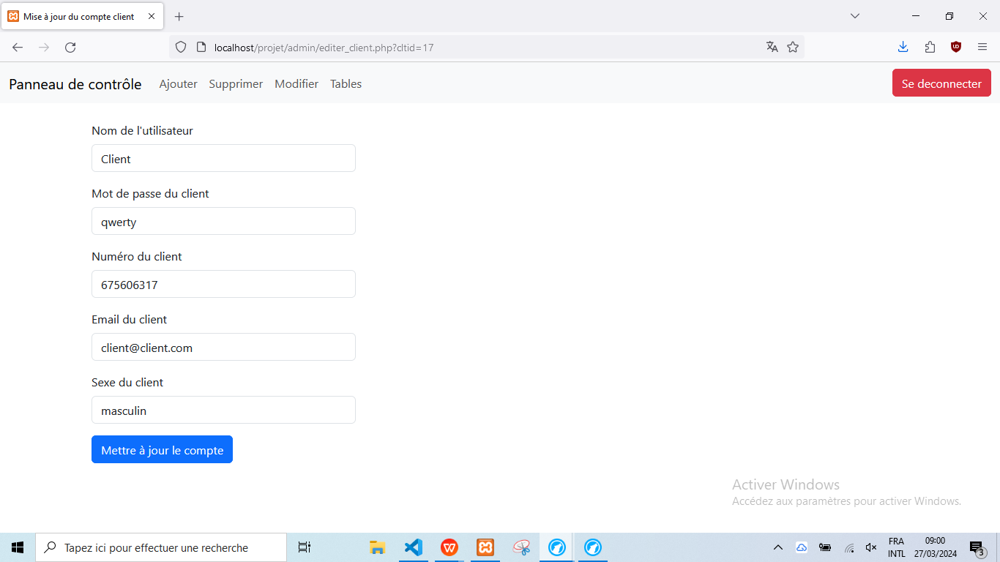 Mise à jour du compte client
localhost/projet/admin/editer_client.php?cltid=17
Panneau de contrôle Ajouter Supprimer Modifier Tables Se deconnecter
Nom de l'utilisateur
Client
Mot de passe du client
qwerty
Numéro du client
675606317
Email du client
client@client.com
Sexe du client
masculin
Mettre à jour le compte
Activer Windows
Accédez aux paramètres pour activer Windows.
Tapez ici pour effectuer une recherche
FRA
INTL
09:00
27/03/2024
3